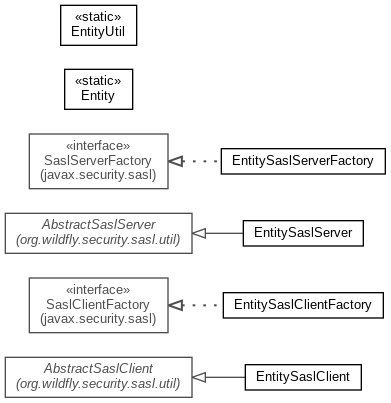 «static»
EntityUtil
«static»
Entity
«interface»
SaslServerFactory
(javax.security.sasl)
EntitySaslServerFactory
AbstractSaslServer
(org.wildfly.security.sasl.util)
EntitySaslServer
«interface»
SaslClientFactory
(javax.security.sasl)
EntitySaslClientFactory
AbstractSaslClient
(org.wildfly.security.sasl.util)
EntitySaslClient